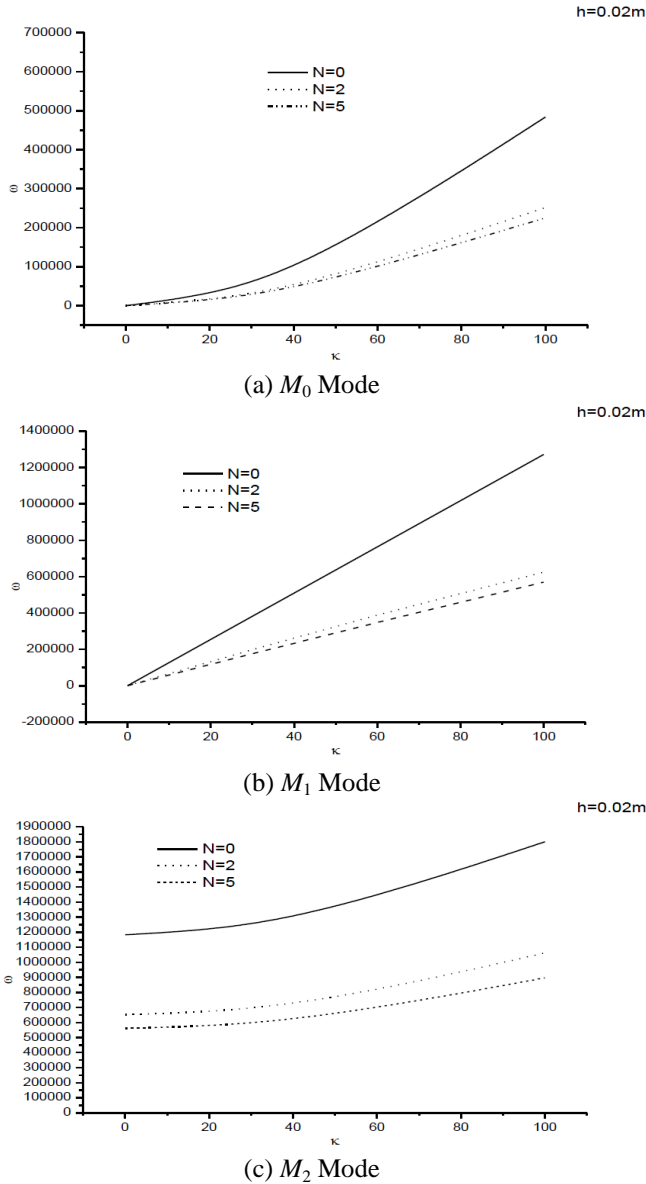 h=0.02m
700000
600000
500000
400000
300000
200000
100000
0
ω
N=0
N=2
N=5
0 20 40 60 80 100
κ
(a) M0 Mode
h=0.02m
1400000
1200000
1000000
800000
600000
400000
200000
0
-200000
ω
N=0
N=2
N=5
0 20 40 60 80 100
κ
(b) M1 Mode
h=0.02m
1900000
1800000
1700000
1600000
1500000
1400000
1300000
1200000
1100000
1000000
900000
800000
700000
600000
500000
400000
300000
200000
100000
0
ω
N=0
N=2
N=5
0 20 40 60 80 100
κ
(c) M2 Mode